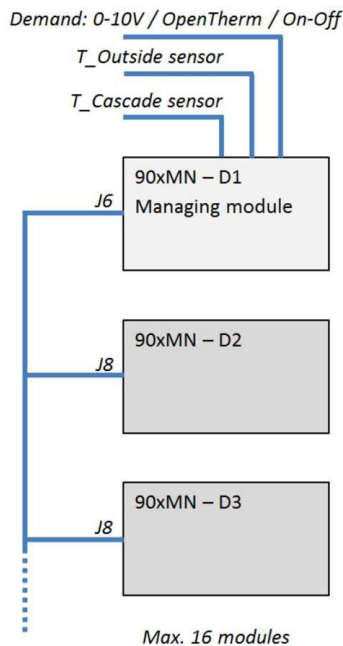 Demand: 0-10V / OpenTherm / On-Off
T_Outside sensor
T_Cascade sensor
90xMN – D1
Managing module
J6
90xMN – D2
J8
90xMN – D3
J8
Max. 16 modules